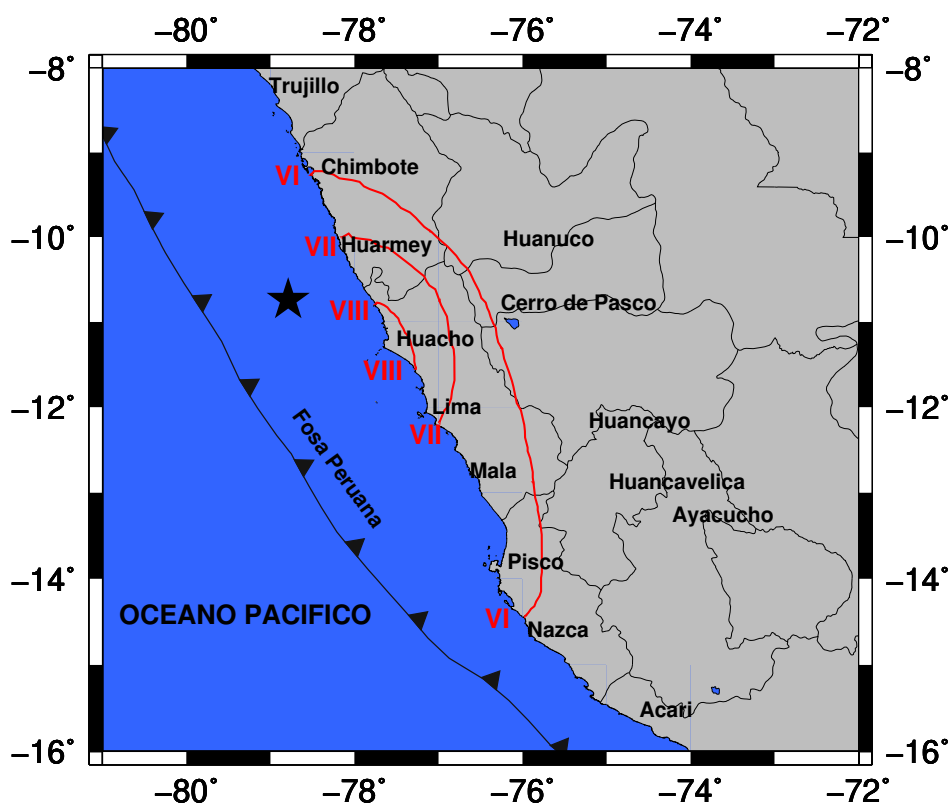 −80˚ −78˚ −76˚ −74˚ −72˚
−8˚ −8˚
Trujillo
VI Chimbote
−10˚ VII Huarmey Huanuco −10˚
VIII Cerro de Pasco
Huacho
VIII
−12˚ Lima −12˚
VII Huancayo
Fosa Peruana
Mala Huancavelica
Ayacucho
Pisco
−14˚ −14˚
OCEANO PACIFICO VI
Nazca
Acari
−16˚ −16˚
−80˚ −78˚ −76˚ −74˚ −72˚